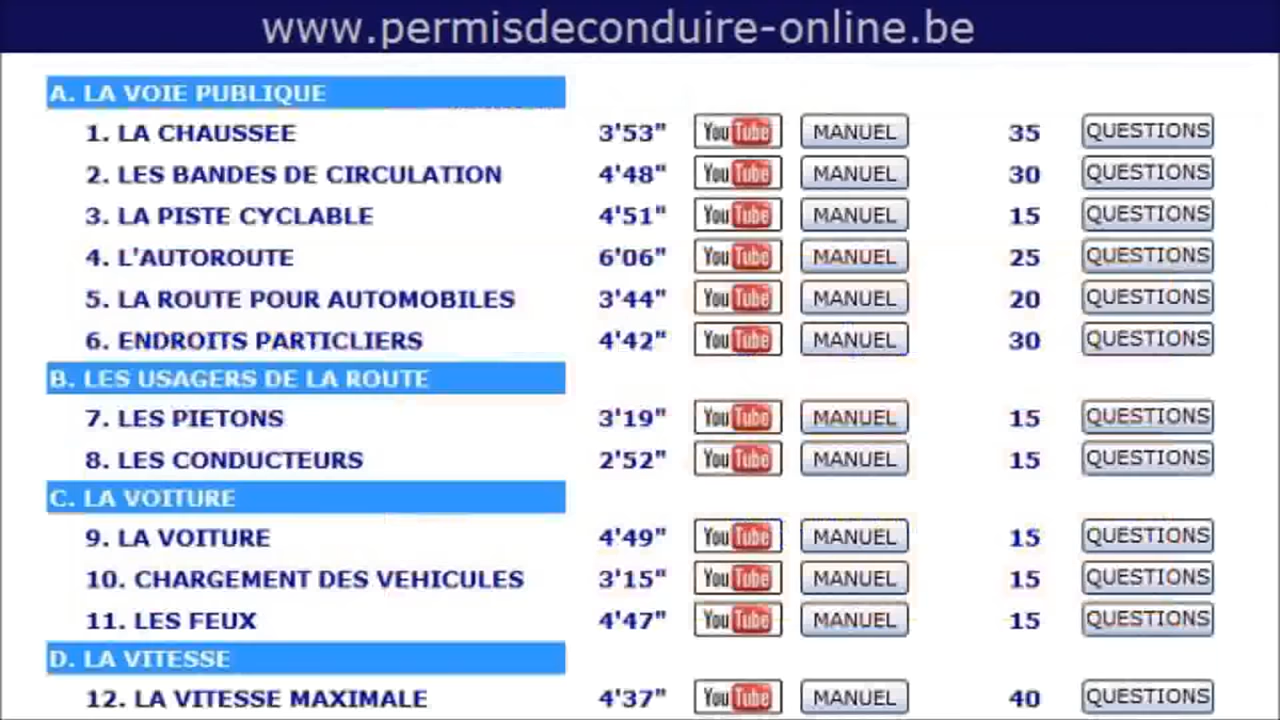 www.permisdeconduire-online.be
A. LA VOIE PUBLIQUE
1. LA CHAUSSEE 3'53" YouTube MANUEL 35 QUESTIONS
2. LES BANDES DE CIRCULATION 4'48" YouTube MANUEL 30 QUESTIONS
3. LA PISTE CYCLABLE 4'51" YouTube MANUEL 15 QUESTIONS
4. L'AUTOROUTE 6'06" YouTube MANUEL 25 QUESTIONS
5. LA ROUTE POUR AUTOMOBILES 3'44" YouTube MANUEL 20 QUESTIONS
6. ENDROITS PARTICLIERS 4'42" YouTube MANUEL 30 QUESTIONS
B. LES USAGERS DE LA ROUTE
7. LES PIETONS 3'19" YouTube MANUEL 15 QUESTIONS
8. LES CONDUCTEURS 2'52" YouTube MANUEL 15 QUESTIONS
C. LA VOITURE
9. LA VOITURE 4'49" YouTube MANUEL 15 QUESTIONS
10. CHARGEMENT DES VEHICULES 3'15" YouTube MANUEL 15 QUESTIONS
11. LES FEUX 4'47" YouTube MANUEL 15 QUESTIONS
D. LA VITESSE
12. LA VITESSE MAXIMALE 4'37" YouTube MANUEL 40 QUESTIONS